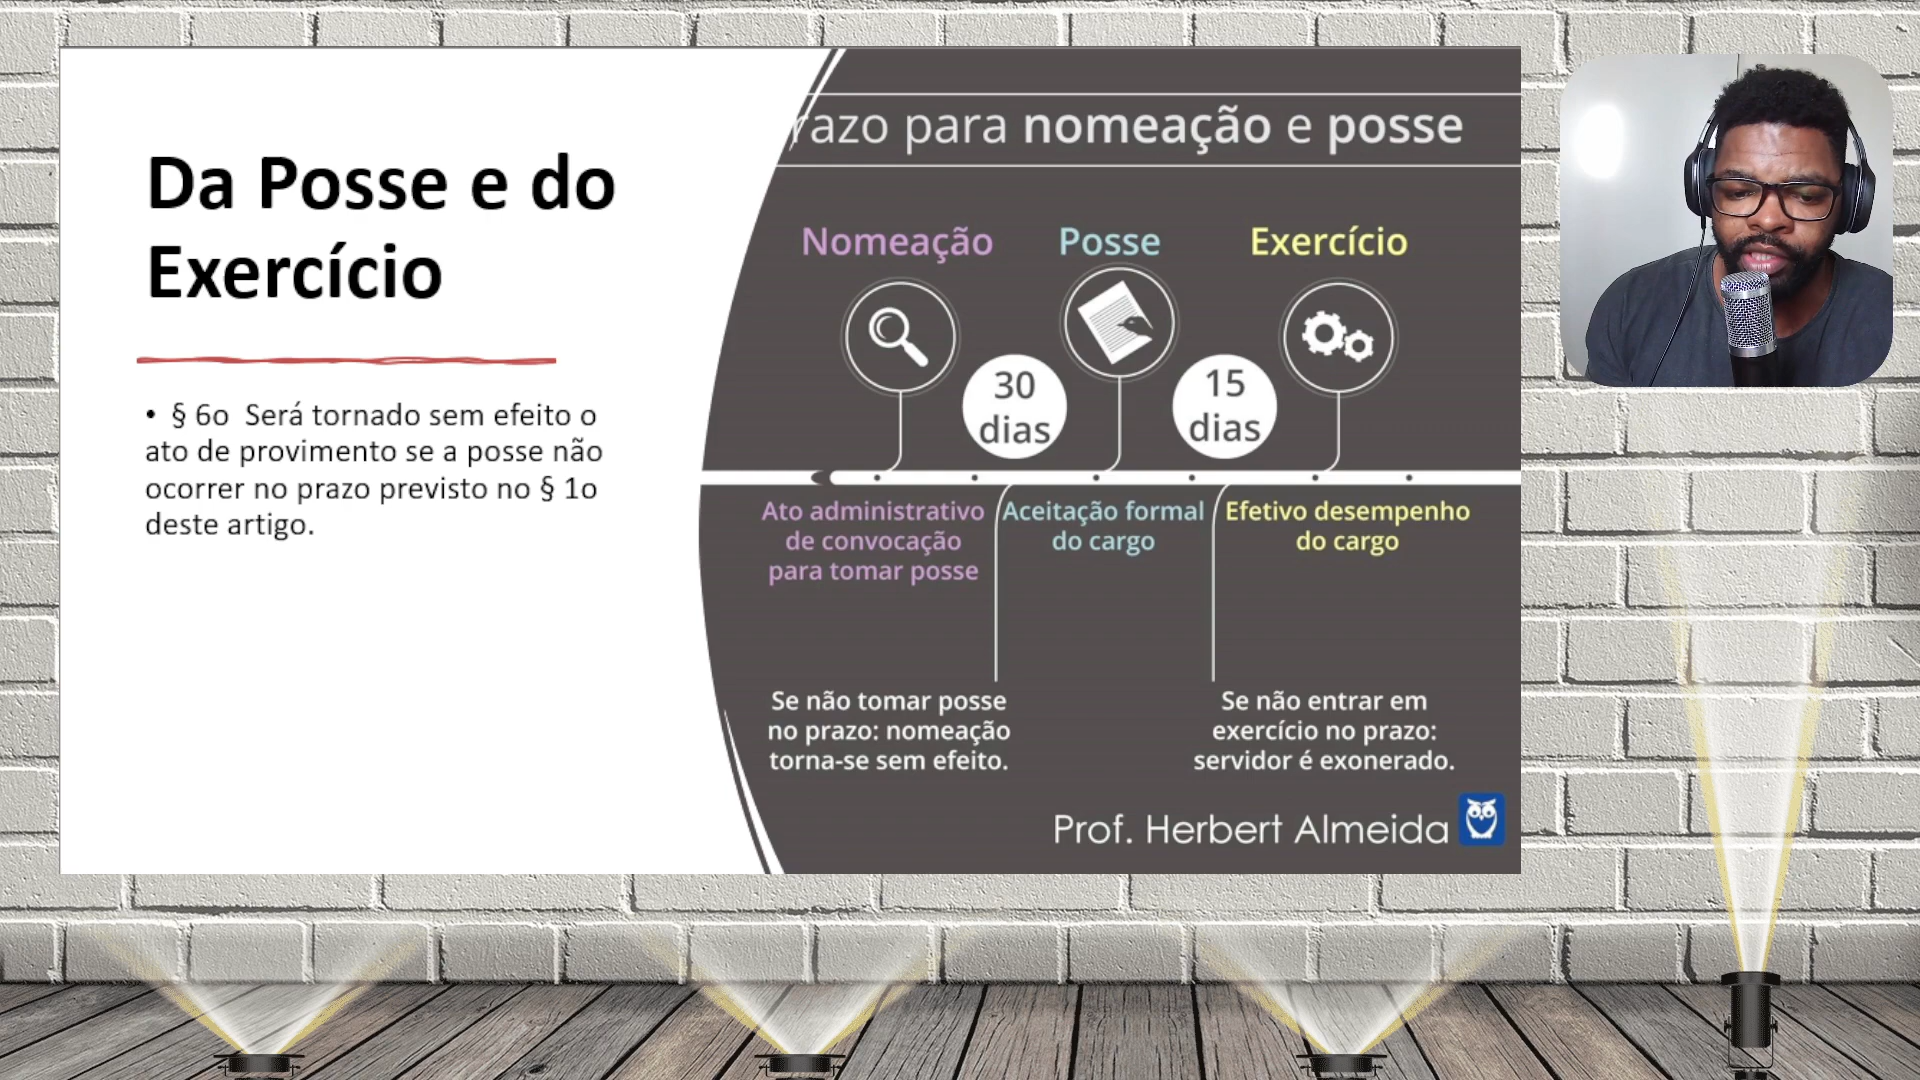 Da Posse e do
Exercício
• § 6o Será tornado sem efeito o
ato de provimento se a posse não
ocorrer no prazo previsto no § 1o
deste artigo.
razo para nomeação e posse
Nomeação
Posse
Exercício
30
dias
15
dias
Ato administrativo
de convocação
para tomar posse
Aceitação formal
do cargo
Efetivo desempenho
do cargo
Se não tomar posse
no prazo: nomeação
torna-se sem efeito.
Se não entrar em
exercício no prazo:
servidor é exonerado.
Prof. Herbert Almeida